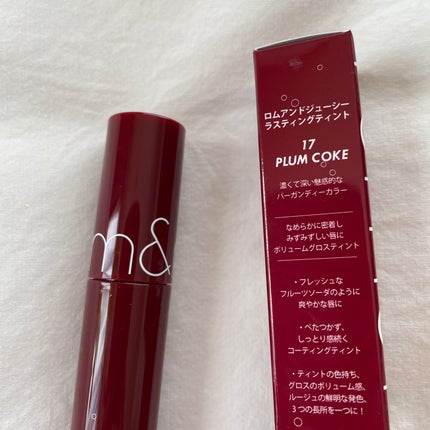 m&
ロムアンドジューシー
ラスティングティント
17
PLUM COKE
濃くて深い魅惑的な
バーガンディーカラー
なめらかに密着し
みずみずしい唇に
ボリュームグロスティント
・フレッシュな
フルーツソーダのように
爽やかな唇に
・べたつかず、
しっとり感続く
コーティングティント
・ティントの色持ち、
グロスのボリューム感、
ルージュの鮮明な発色、
3つの長所を一つに！